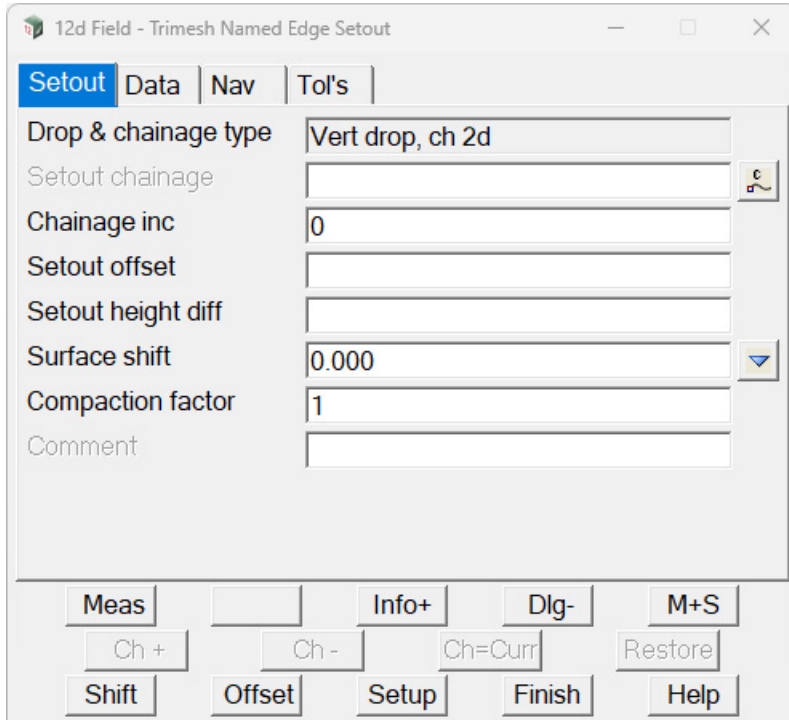 12d Field - Trimesh Named Edge Setout
Setout Data Nav Tol's
Drop & chainage type Vert drop, ch 2d
Setout chainage c
Chainage inc 0
Setout offset
Setout height diff
Surface shift 0.000
Compaction factor 1
Comment
Meas Info+ Dlg- M+S
Ch + Ch - Ch=Curr Restore
Shift Offset Setup Finish Help